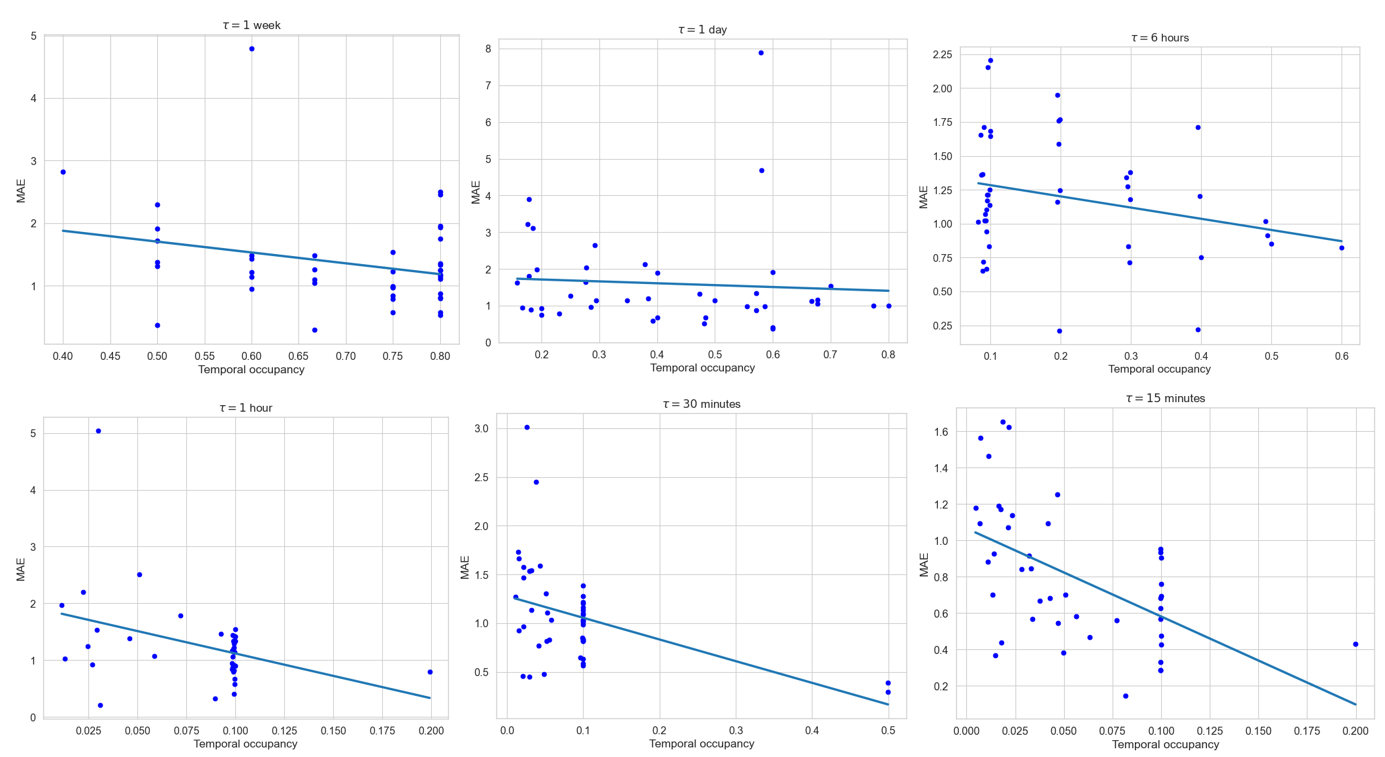 τ = 1 week
MAE
5
4
3
2
1
0.40 0.45 0.50 0.55 0.60 0.65 0.70 0.75 0.80
Temporal occupancy
τ = 1 day
MAE
8
7
6
5
4
3
2
1
0
0.2 0.3 0.4 0.5 0.6 0.7 0.8
Temporal occupancy
τ = 6 hours
MAE
2.25
2.00
1.75
1.50
1.25
1.00
0.75
0.50
0.25
0.1 0.2 0.3 0.4 0.5 0.6
Temporal occupancy
τ = 1 hour
MAE
5
4
3
2
1
0
0.025 0.050 0.075 0.100 0.125 0.150 0.175 0.200
Temporal occupancy
τ = 30 minutes
MAE
3.0
2.5
2.0
1.5
1.0
0.5
0.0 0.1 0.2 0.3 0.4 0.5
Temporal occupancy
τ = 15 minutes
MAE
1.6
1.4
1.2
1.0
0.8
0.6
0.4
0.2
0.000 0.025 0.050 0.075 0.100 0.125 0.150 0.175 0.200
Temporal occupancy